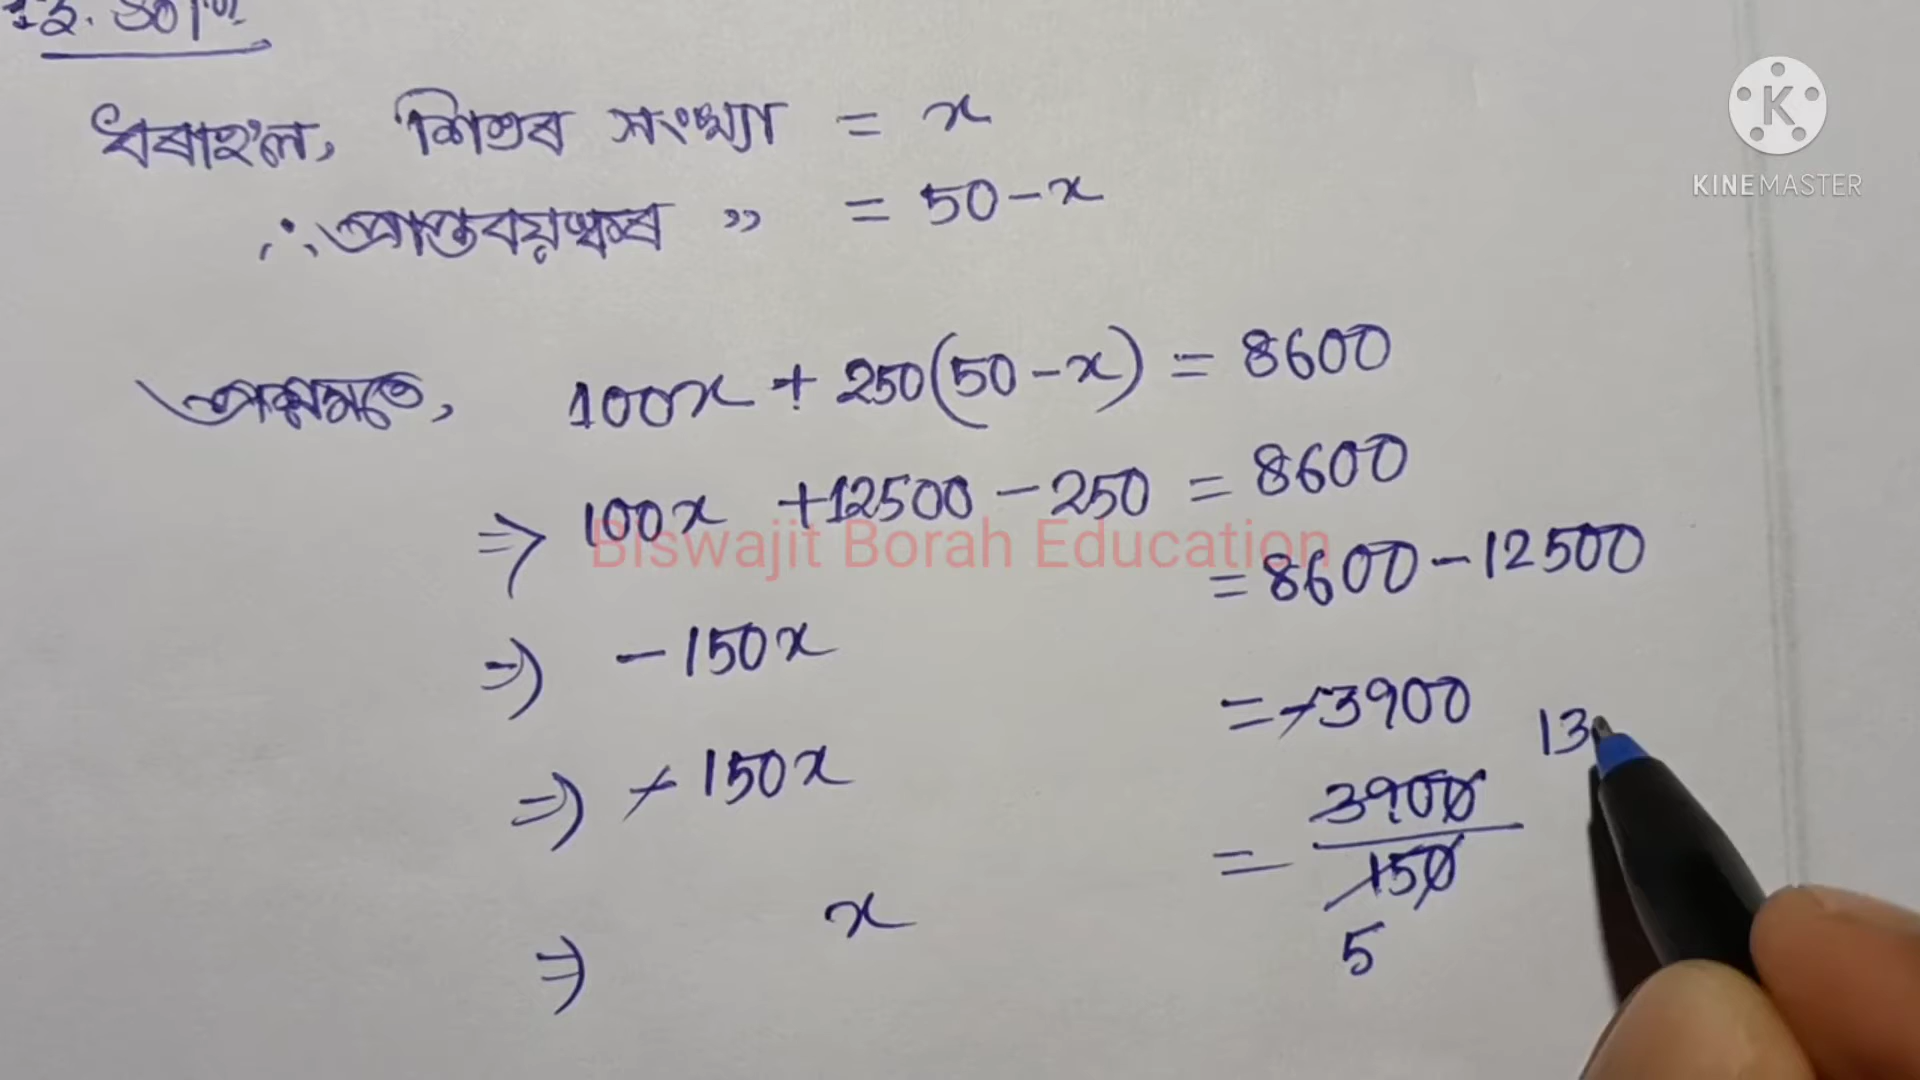 ধৰাহ'ল, শিশুৰ সংখ্যা = x
∴ প্ৰাপ্তবয়স্কৰ " = 50-x
প্ৰশ্নমতে, 100x + 250(50-x) = 8600
⇒ 100x +12500 - 250 = 8600
⇒ -150x = 8600-12500
⇒ -150x = -3900
⇒ x = 3900/150
13
5
Biswajit Borah Education
K
KINEMASTER